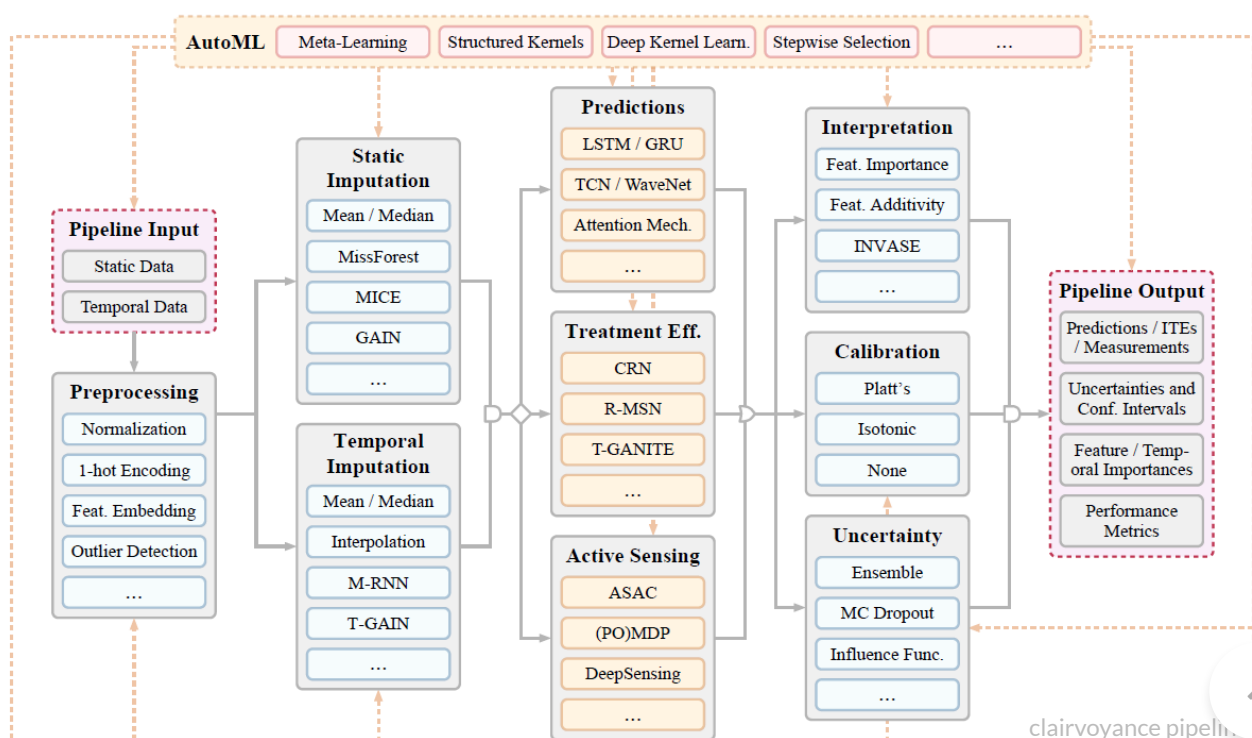 AutoML
Meta-Learning
Structured Kernels
Deep Kernel Learn.
Stepwise Selection
...
Pipeline Input
Static Data
Temporal Data
Preprocessing
Normalization
1-hot Encoding
Feat. Embedding
Outlier Detection
...
Static
Imputation
Mean / Median
MissForest
MICE
GAIN
...
Temporal
Imputation
Mean / Median
Interpolation
M-RNN
T-GAIN
...
Predictions
LSTM / GRU
TCN / WaveNet
Attention Mech.
...
Treatment Eff.
CRN
R-MSN
T-GANITE
...
Active Sensing
ASAC
(PO)MDP
DeepSensing
...
Interpretation
Feat. Importance
Feat. Additivity
INVASE
...
Calibration
Platt's
Isotonic
None
Uncertainty
Ensemble
MC Dropout
Influence Func.
...
Pipeline Output
Predictions / ITEs
/ Measurements
Uncertainties and
Conf. Intervals
Feature / Temp-
oral Importances
Performance
Metrics
clairvoyance